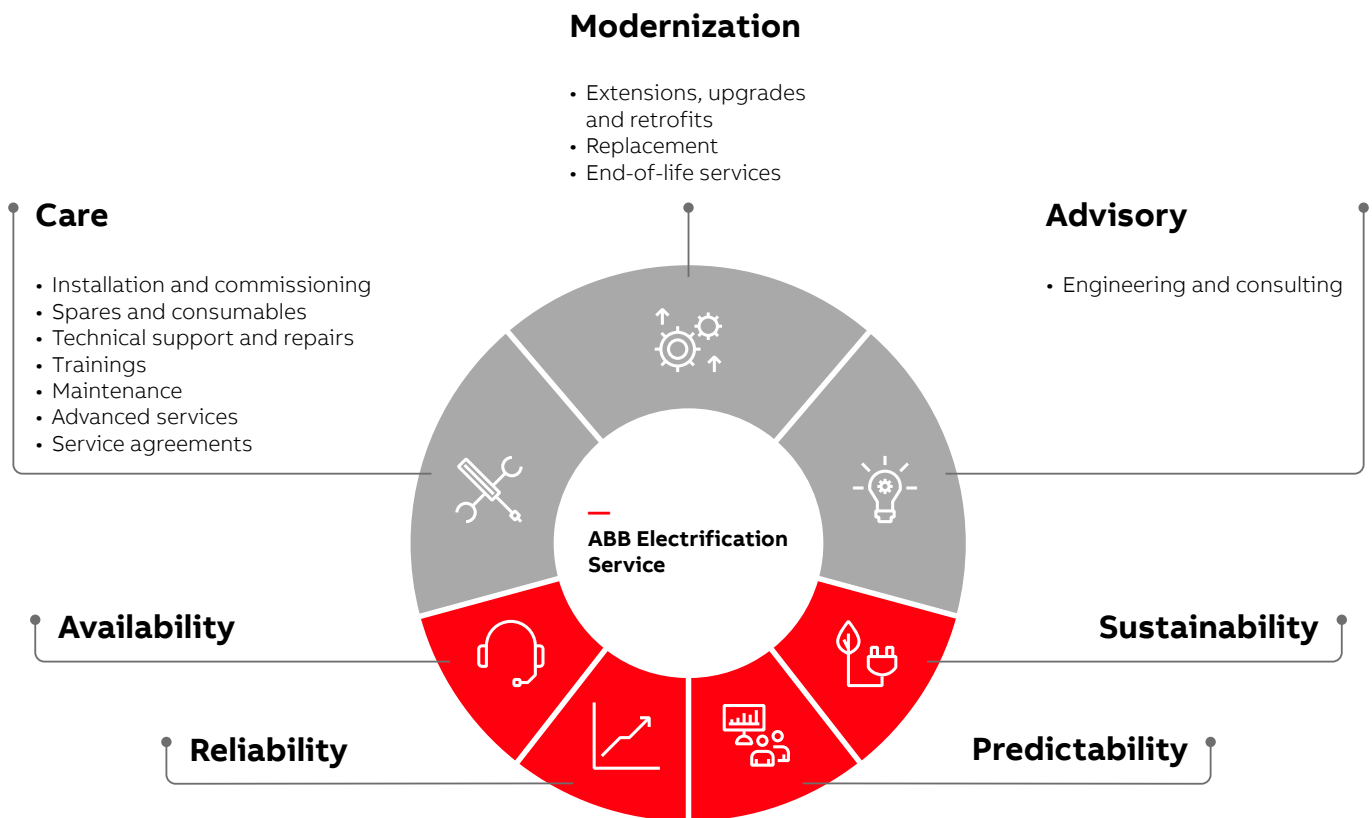 Modernization
• Extensions, upgrades
and retrofits
• Replacement
• End-of-life services
Care
• Installation and commissioning
• Spares and consumables
• Technical support and repairs
• Trainings
• Maintenance
• Advanced services
• Service agreements
Advisory
• Engineering and consulting
ABB Electrification
Service
Availability
Sustainability
Reliability
Predictability